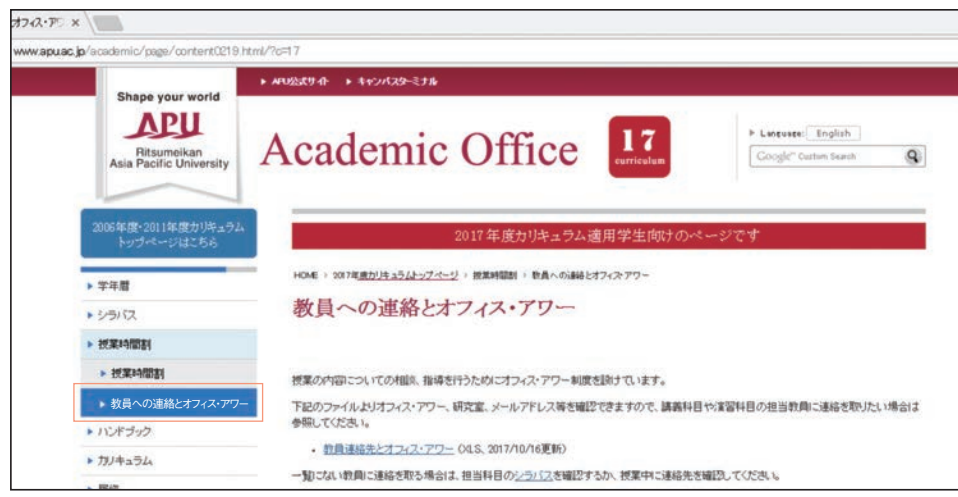 オフィス・ア
www.apu.ac.jp/academic/page/content0219.html/?c=17
APU公式サイト キャンパスターミナル
Shape your world
APU
Ritsumeikan
Asia Pacific University
Academic Office
17
curriculum
Language: English
Google™ Custom Search
2006年度・2011年度カリキュラム
トップページはこちら
学年暦
シラバス
授業時間割
授業時間割
教員への連絡とオフィス・アワー
ハンドブック
カリキュラム
履修
2017年度カリキュラム適用学生向けのページです
HOME › 2017年度カリキュラムトップページ › 授業時間割 › 教員への連絡とオフィス・アワー
教員への連絡とオフィス・アワー
授業の内容についての相談、指導を行うためにオフィス・アワー制度を設けています。
下記のファイルよりオフィス・アワー、研究室、メールアドレス等を確認できますので、講義科目や演習科目の担当教員に連絡を取りたい場合は
参照してください。
・ 教員連絡先とオフィス・アワー (XLS, 2017/10/16更新)
一覧にない教員に連絡を取る場合は、担当科目のシラバスを確認するか、授業中に連絡先を確認してください。